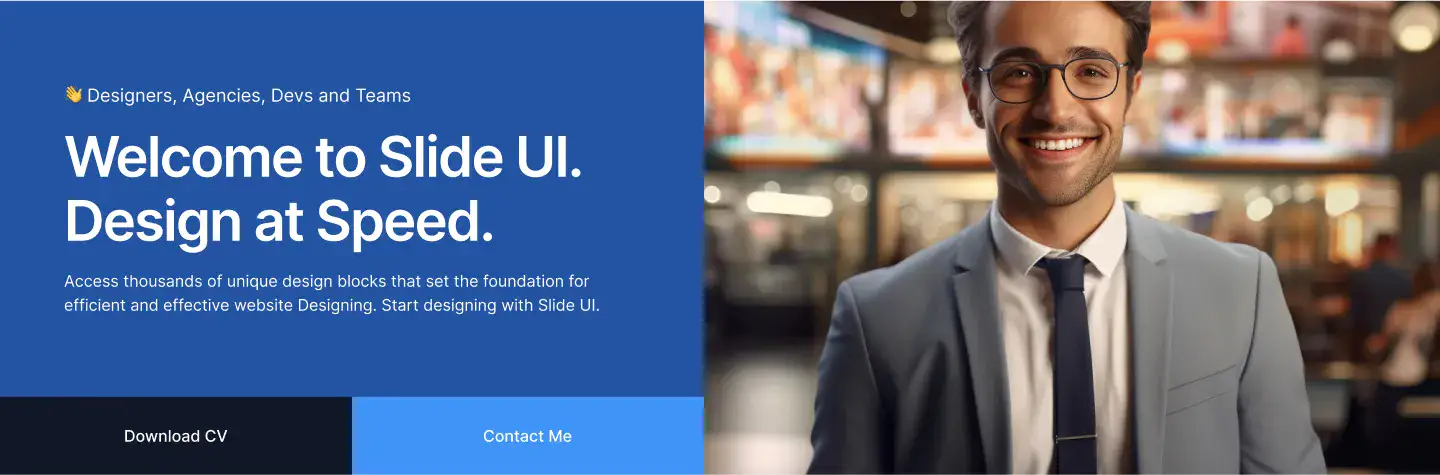 👋 Designers, Agencies, Devs and Teams
Welcome to Slide UI.
Design at Speed.
Access thousands of unique design blocks that set the foundation for
efficient and effective website Designing. Start designing with Slide UI.
Download CV
Contact Me